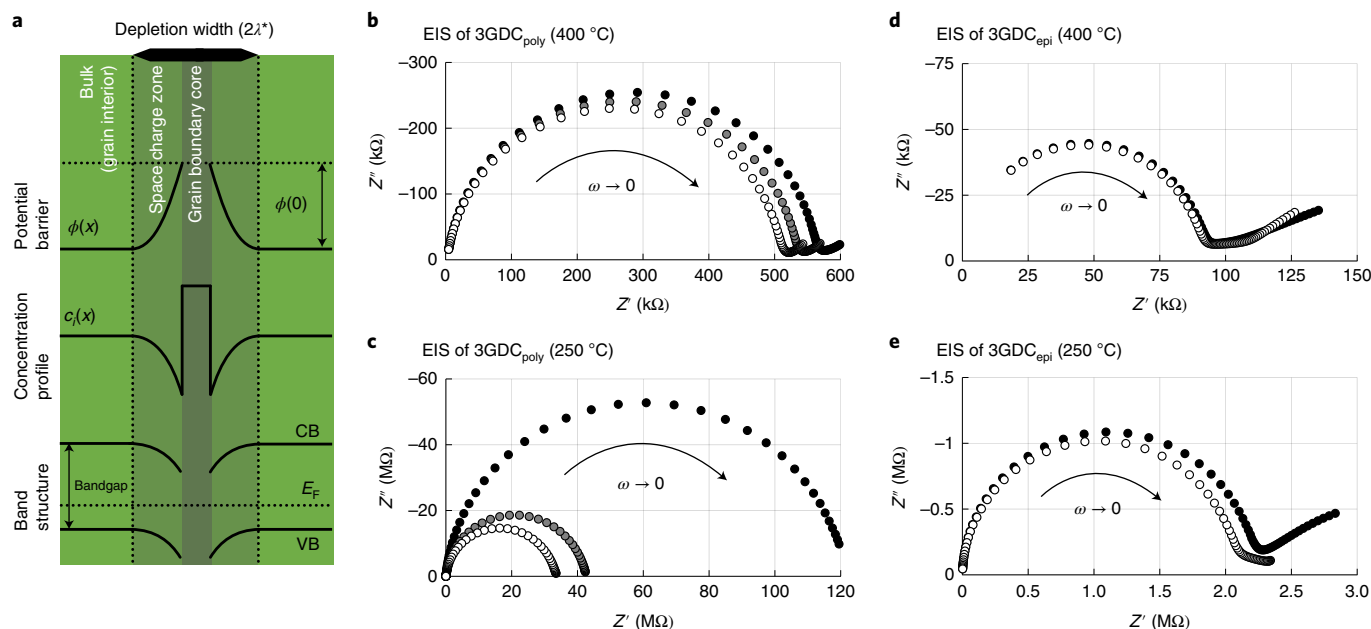 a
Depletion width (2λ*)
Bulk
(grain interior)
Space charge zone
Grain boundary core
Potential
barrier
ϕ(x)
ϕ(0)
Concentration
profile
cᵢ(x)
Band
structure
CB
Bandgap
E_F
VB
b
EIS of 3GDC_poly (400 °C)
−300
−200
−100
0
Z″ (kΩ)
ω → 0
0 100 200 300 400 500 600
Z′ (kΩ)
c
EIS of 3GDC_poly (250 °C)
−60
−40
−20
0
Z″ (MΩ)
ω → 0
0 20 40 60 80 100 120
Z′ (MΩ)
d
EIS of 3GDC_epi (400 °C)
−75
−50
−25
0
Z″ (kΩ)
ω → 0
0 25 50 75 100 125 150
Z′ (kΩ)
e
EIS of 3GDC_epi (250 °C)
−1.5
−1
−0.5
0
Z″ (MΩ)
ω → 0
0 0.5 1.0 1.5 2.0 2.5 3.0
Z′ (MΩ)